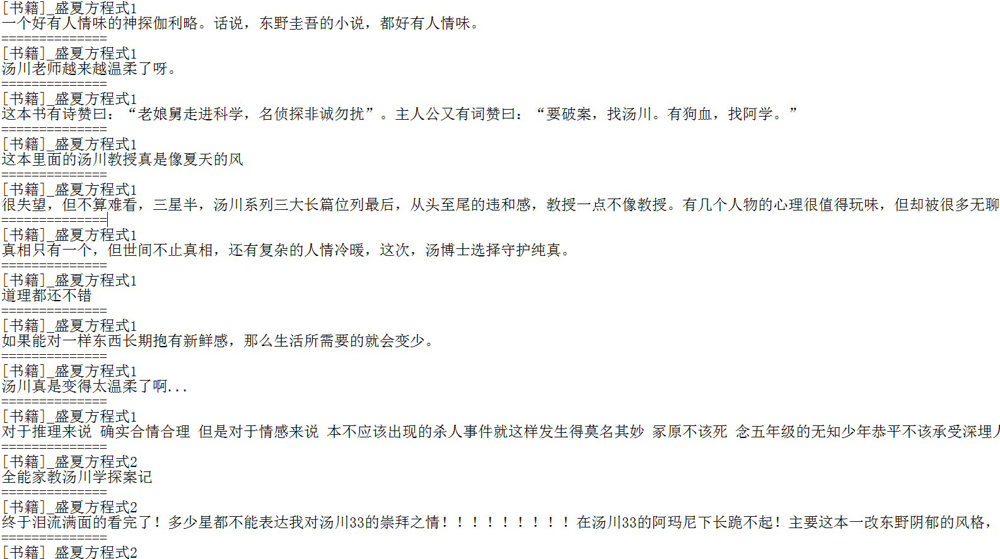 [书籍]_盛夏方程式1
一个好有人情味的神探伽利略。话说，东野圭吾的小说，都好有人情味。
==============
[书籍]_盛夏方程式1
汤川老师越来越温柔了呀。
==============
[书籍]_盛夏方程式1
这本书有诗赞曰：“老娘舅走进科学，名侦探非诚勿扰”。主人公又有词赞曰：“要破案，找汤川。有狗血，找阿学。”
==============
[书籍]_盛夏方程式1
这本里面的汤川教授真是像夏天的风
==============
[书籍]_盛夏方程式1
很失望，但不算难看，三星半，汤川系列三大长篇位列最后，从头至尾的违和感，教授一点不像教授。有几个人物的心理很值得玩味，但却被很多无聊
==============
[书籍]_盛夏方程式1
真相只有一个，但世间不止真相，还有复杂的人情冷暖，这次，汤博士选择守护纯真。
==============
[书籍]_盛夏方程式1
道理都还不错
==============
[书籍]_盛夏方程式1
如果能对一样东西长期抱有新鲜感，那么生活所需要的就会变少。
==============
[书籍]_盛夏方程式1
汤川真是变得太温柔了啊...
==============
[书籍]_盛夏方程式1
对于推理来说 确实合情合理 但是对于情感来说 本不应该出现的杀人事件就这样发生得莫名其妙 冢原不该死 念五年级的无知少年恭平不该承受深埋
==============
[书籍]_盛夏方程式2
全能家教汤川学探案记
==============
[书籍]_盛夏方程式2
终于泪流满面的看完了！多少星都不能表达我对汤川33的崇拜之情！！！！！！！！！在汤川33的阿玛尼下长跪不起！主要这本一改东野阴郁的风格，
==============
[书籍]_盛夏方程式2